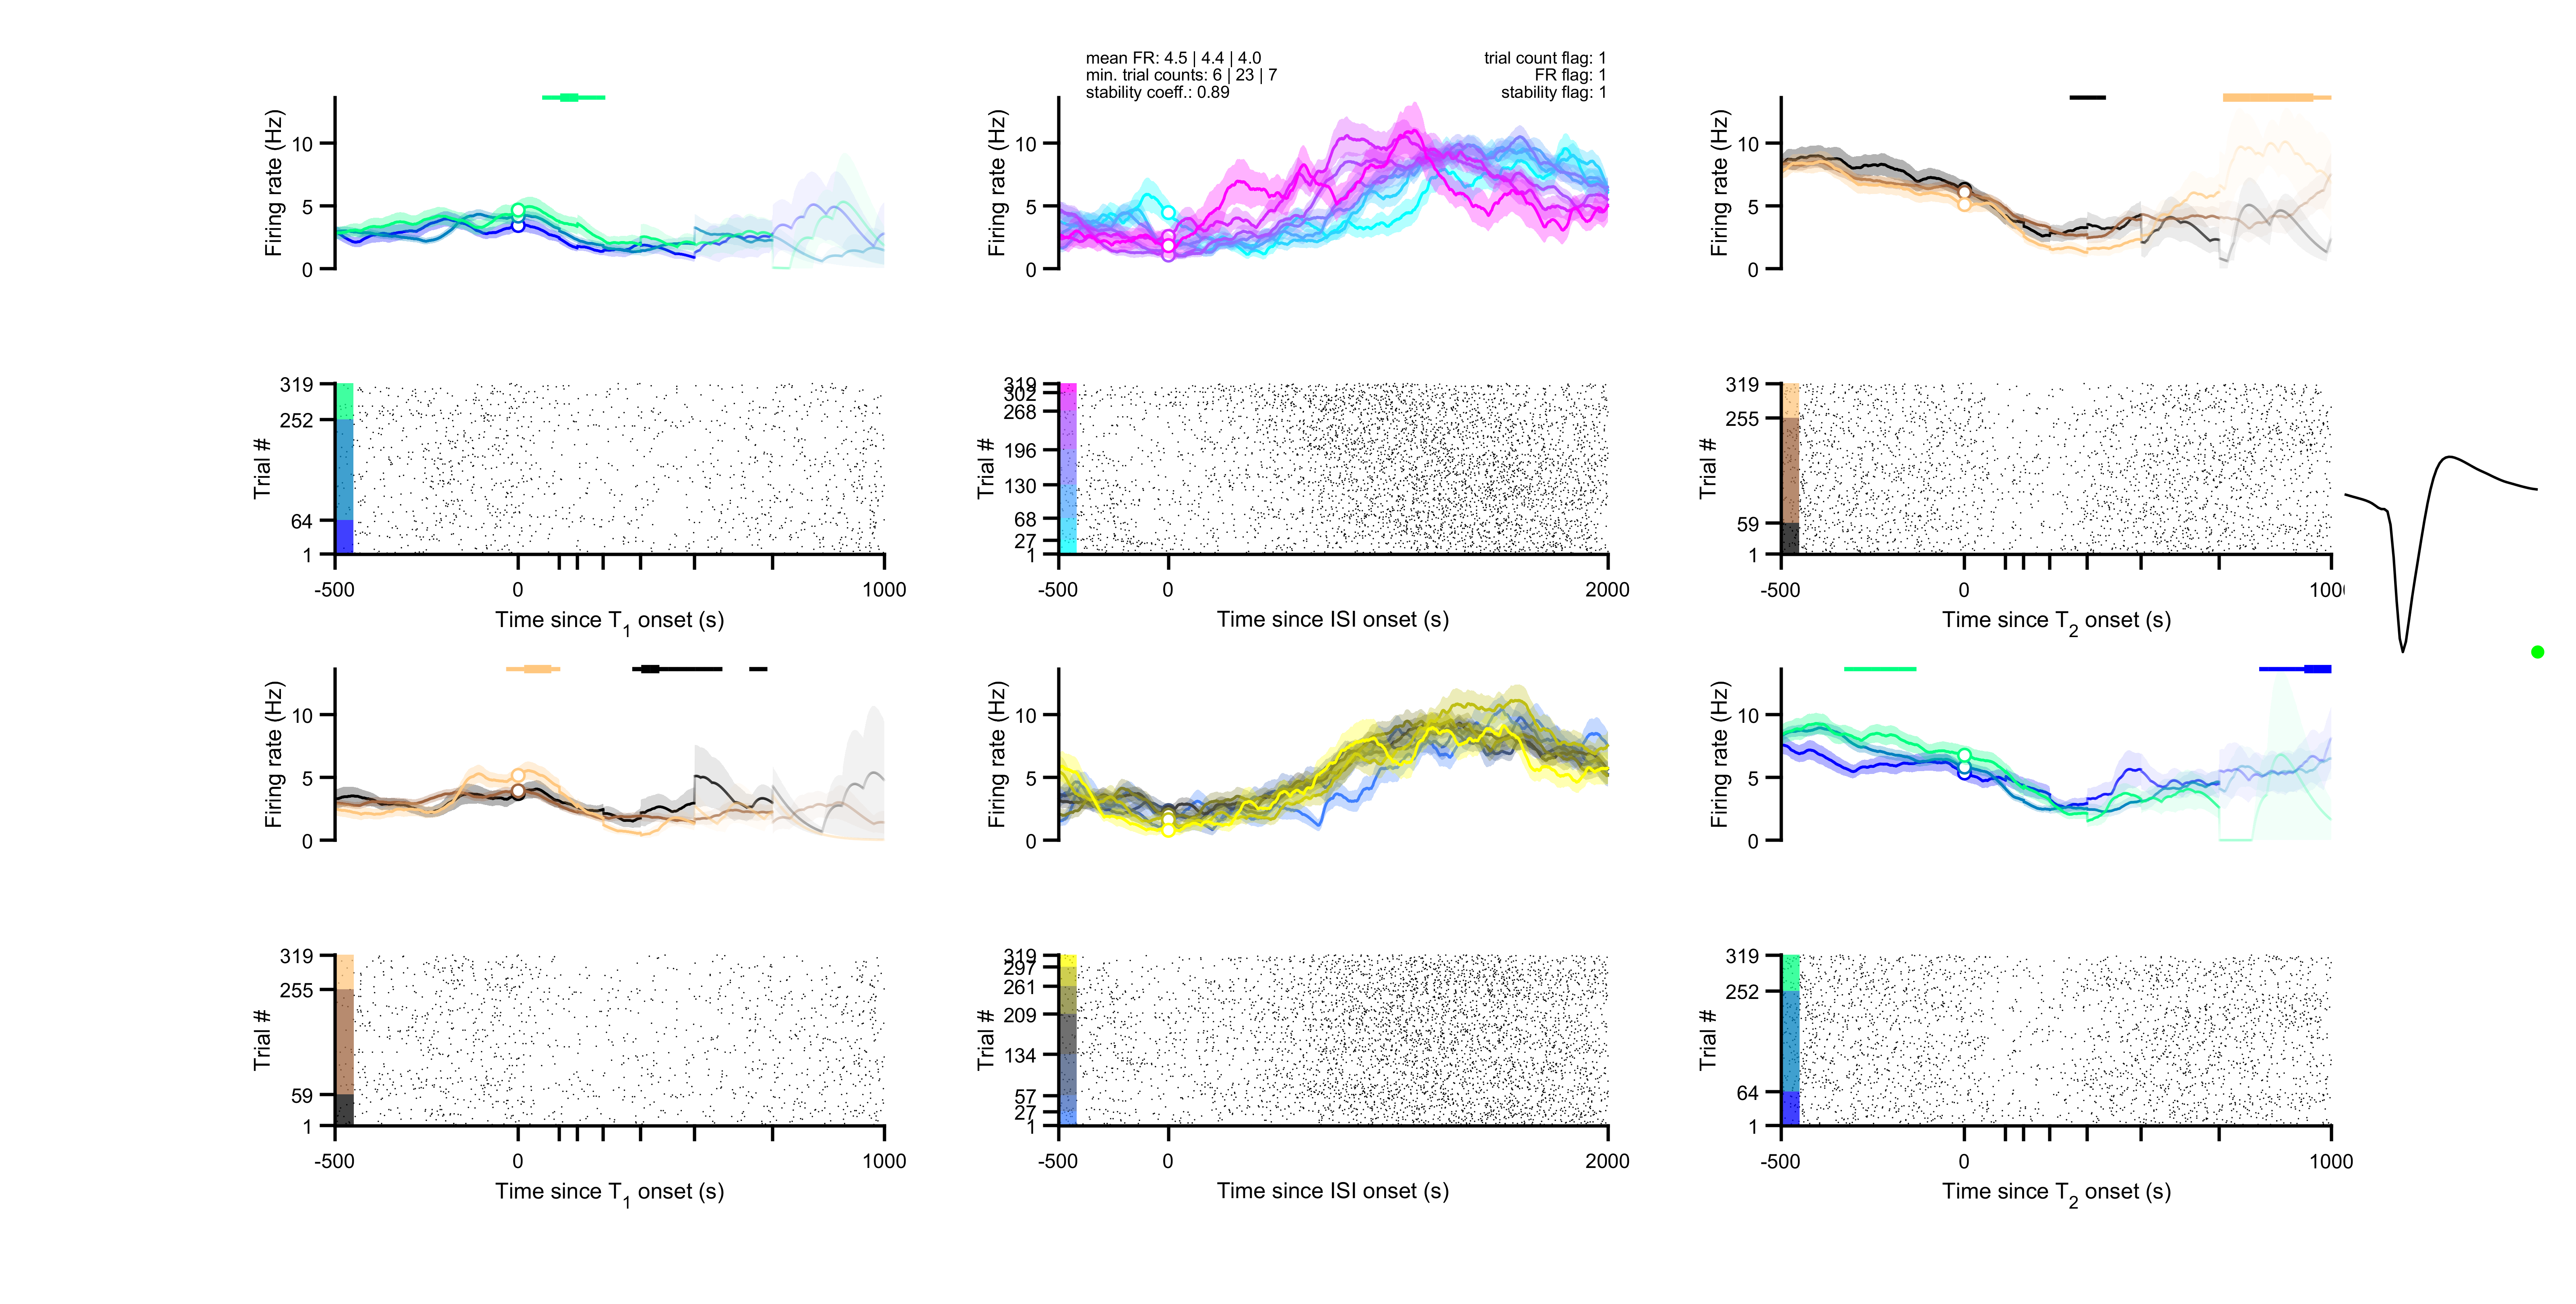 mean FR: 4.5 | 4.4 | 4.0
min. trial counts: 6 | 23 | 7
stability coeff.: 0.89
trial count flag: 1
FR flag: 1
stability flag: 1
Firing rate (Hz)
10
5
0
Firing rate (Hz)
10
5
0
Firing rate (Hz)
10
5
0
Trial #
319
252
64
1
-500
0
1000
Time since T1 onset (s)
Trial #
319
302
268
196
130
68
27
1
-500
0
2000
Time since ISI onset (s)
Trial #
319
255
59
1
-500
0
Time since T2 onset (s)
Firing rate (Hz)
10
5
0
Firing rate (Hz)
10
5
0
Firing rate (Hz)
10
5
0
Trial #
319
255
59
1
-500
0
1000
Time since T1 onset (s)
Trial #
319
297
261
209
134
57
27
1
-500
0
2000
Time since ISI onset (s)
Trial #
319
252
64
1
-500
0
1000
Time since T2 onset (s)